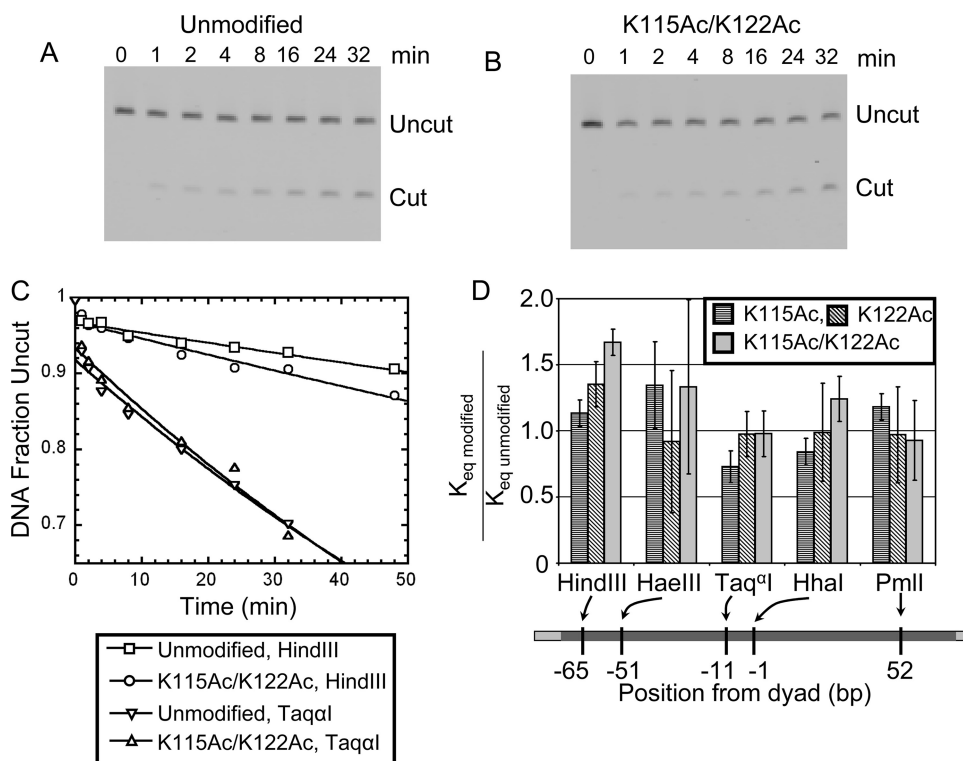 A
Unmodified
0 1 2 4 8 16 24 32 min
Uncut
Cut
B
K115Ac/K122Ac
0 1 2 4 8 16 24 32 min
Uncut
Cut
C
DNA Fraction Uncut
1
0.9
0.8
0.7
0 10 20 30 40 50
Time (min)
Unmodified, HindIII
K115Ac/K122Ac, HindIII
Unmodified, TaqαI
K115Ac/K122Ac, TaqαI
D
K eq modified
K eq unmodified
2.0
1.5
1.0
0.5
0
K115Ac, K122Ac
K115Ac/K122Ac
HindIII HaeIII TaqᵅI HhaI PmlI
-65 -51 -11 -1 52
Position from dyad (bp)